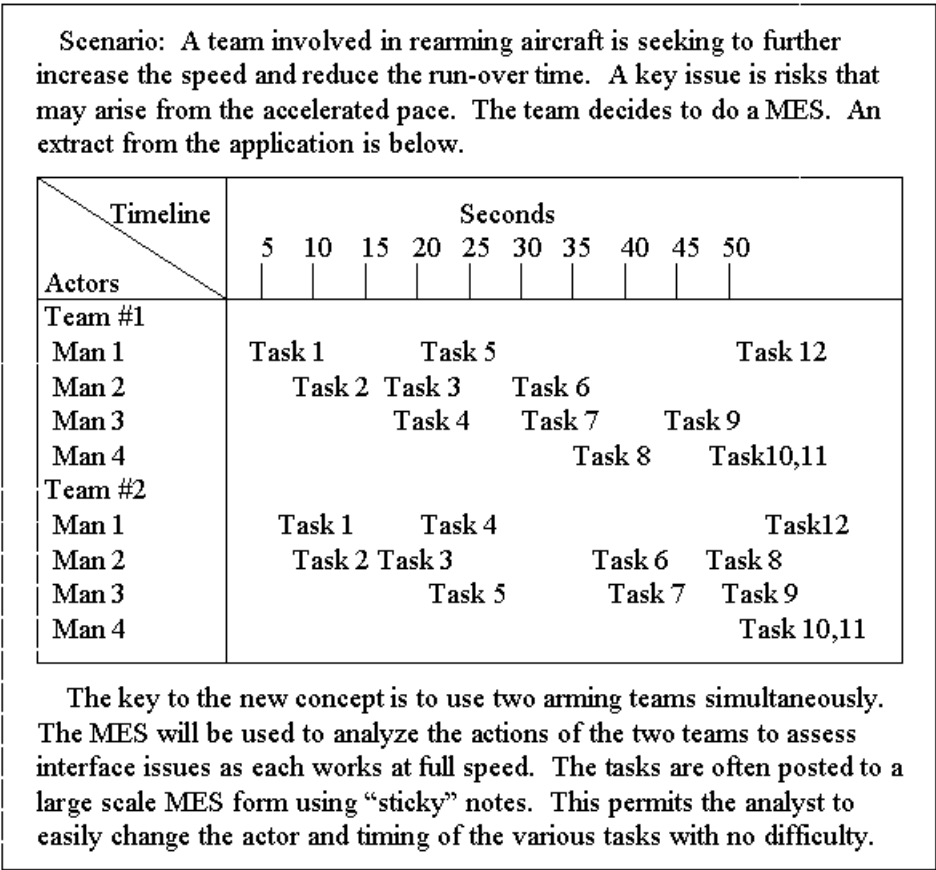 Scenario: A team involved in rearming aircraft is seeking to further
increase the speed and reduce the run-over time. A key issue is risks that
may arise from the accelerated pace. The team decides to do a MES. An
extract from the application is below.
Timeline Seconds
5 10 15 20 25 30 35 40 45 50
Actors
Team #1
Man 1 Task 1 Task 5 Task 12
Man 2 Task 2 Task 3 Task 6
Man 3 Task 4 Task 7 Task 9
Man 4 Task 8 Task10,11
Team #2
Man 1 Task 1 Task 4 Task12
Man 2 Task 2 Task 3 Task 6 Task 8
Man 3 Task 5 Task 7 Task 9
Man 4 Task 10,11
The key to the new concept is to use two arming teams simultaneously.
The MES will be used to analyze the actions of the two teams to assess
interface issues as each works at full speed. The tasks are often posted to a
large scale MES form using “sticky” notes. This permits the analyst to
easily change the actor and timing of the various tasks with no difficulty.